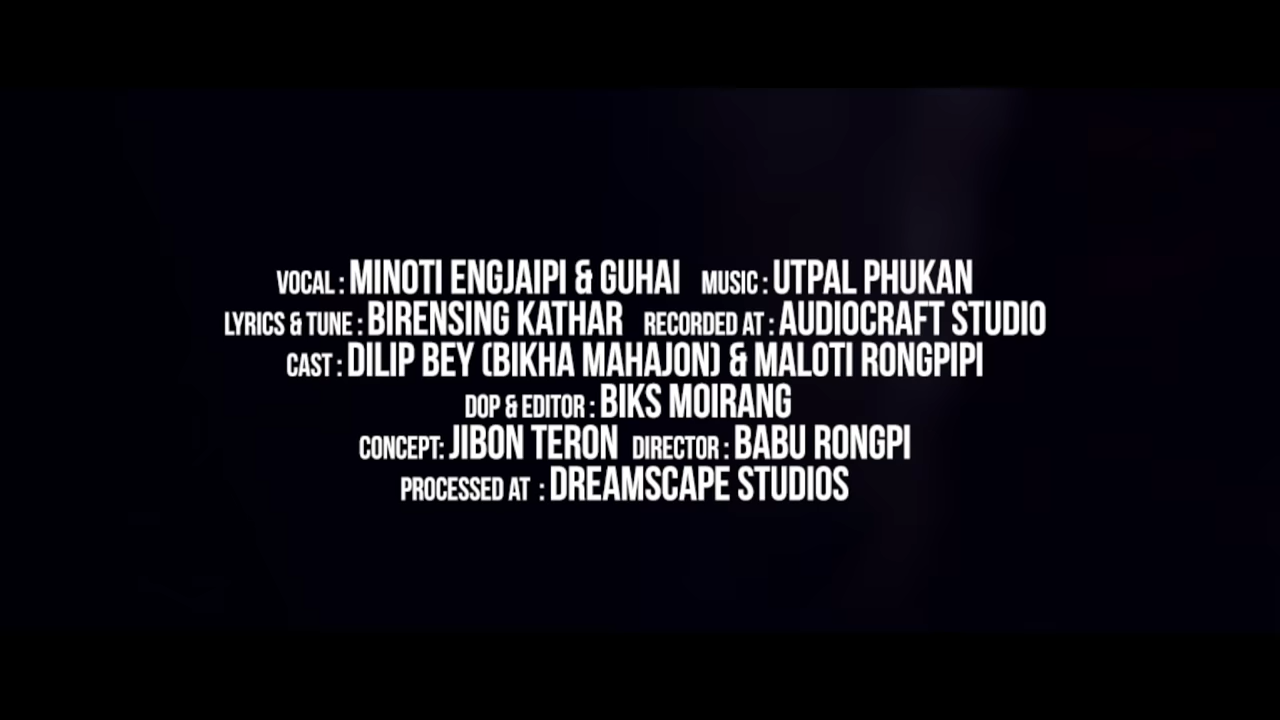 VOCAL : MINOTI ENGJAIPI & GUHAI MUSIC : UTPAL PHUKAN
LYRICS & TUNE : BIRENSING KATHAR RECORDED AT : AUDIOCRAFT STUDIO
CAST : DILIP BEY (BIKHA MAHAJON) & MALOTI RONGPIPI
DOP & EDITOR : BIKS MOIRANG
CONCEPT: JIBON TERON DIRECTOR : BABU RONGPI
PROCESSED AT : DREAMSCAPE STUDIOS